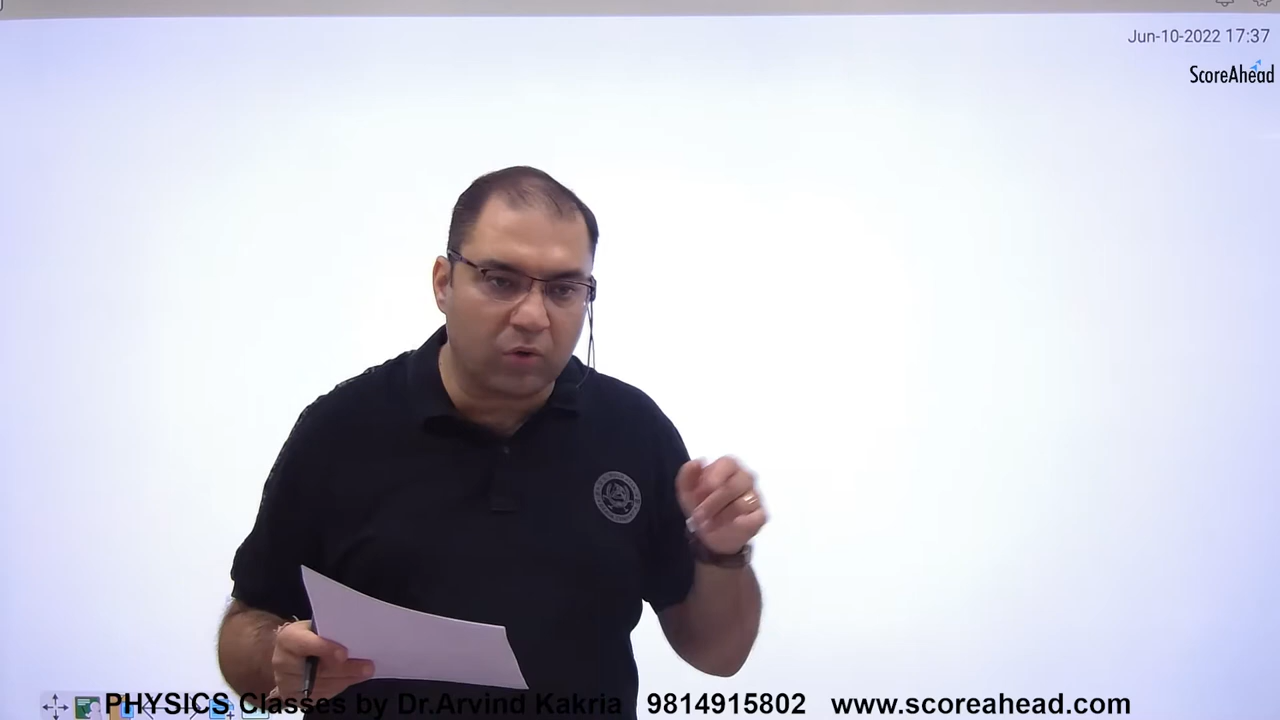 Jun-10-2022 17:37
ScoreAhead
PHYSICS Classes by Dr.Arvind Kakria 9814915802 www.scoreahead.com